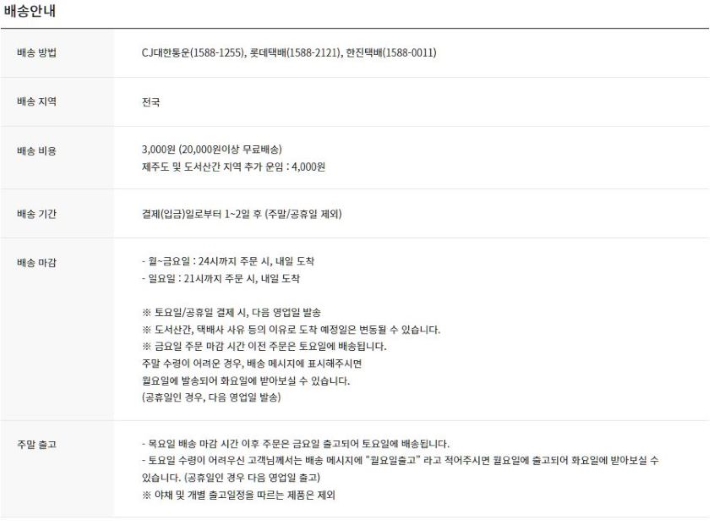 배송안내
배송 방법
CJ대한통운(1588-1255), 롯데택배(1588-2121), 한진택배(1588-0011)
배송 지역
전국
배송 비용
3,000원 (20,000원이상 무료배송)
제주도 및 도서산간 지역 추가 운임 : 4,000원
배송 기간
결제(입금)일로부터 1~2일 후 (주말/공휴일 제외)
배송 마감
- 월~금요일 : 24시까지 주문 시, 내일 도착
- 일요일 : 21시까지 주문 시, 내일 도착
※ 토요일/공휴일 결제 시, 다음 영업일 발송
※ 도서산간, 택배사 사유 등의 이유로 도착 예정일은 변동될 수 있습니다.
※ 금요일 주문 마감 시간 이전 주문은 토요일에 배송됩니다.
주말 수령이 어려운 경우, 배송 메시지에 표시해주시면
월요일에 발송되어 화요일에 받아보실 수 있습니다.
(공휴일인 경우, 다음 영업일 발송)
주말 출고
- 목요일 배송 마감 시간 이후 주문은 금요일 출고되어 토요일에 배송됩니다.
- 토요일 수령이 어려우신 고객님께서는 배송 메시지에 "월요일출고" 라고 적어주시면 월요일에 출고되어 화요일에 받아보실 수
있습니다. (공휴일인 경우 다음 영업일 출고)
※ 야채 및 개별 출고일정을 따르는 제품은 제외